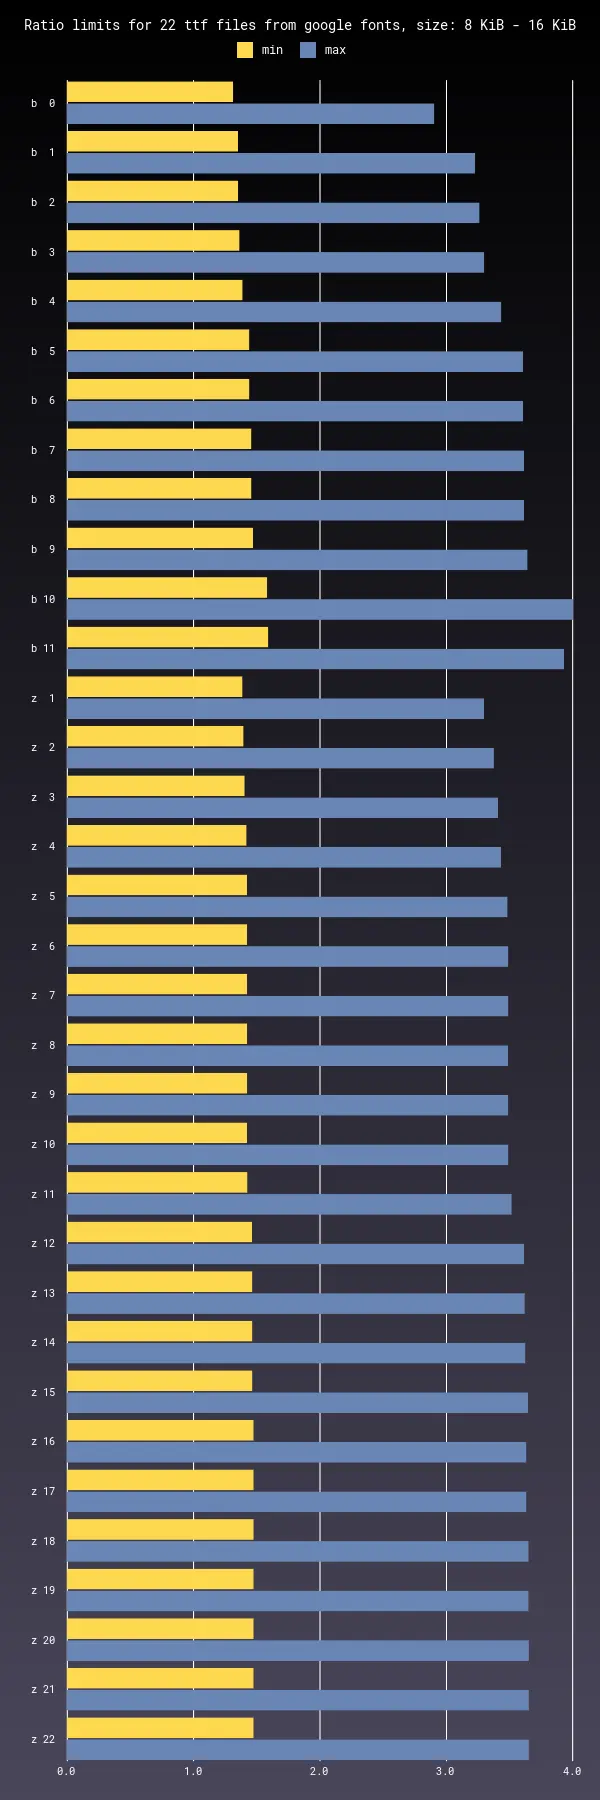 Ratio limits for 22 ttf files from google fonts, size: 8 KiB - 16 KiB
min max
b 0
b 1
b 2
b 3
b 4
b 5
b 6
b 7
b 8
b 9
b 10
b 11
z 1
z 2
z 3
z 4
z 5
z 6
z 7
z 8
z 9
z 10
z 11
z 12
z 13
z 14
z 15
z 16
z 17
z 18
z 19
z 20
z 21
z 22
0.0 1.0 2.0 3.0 4.0